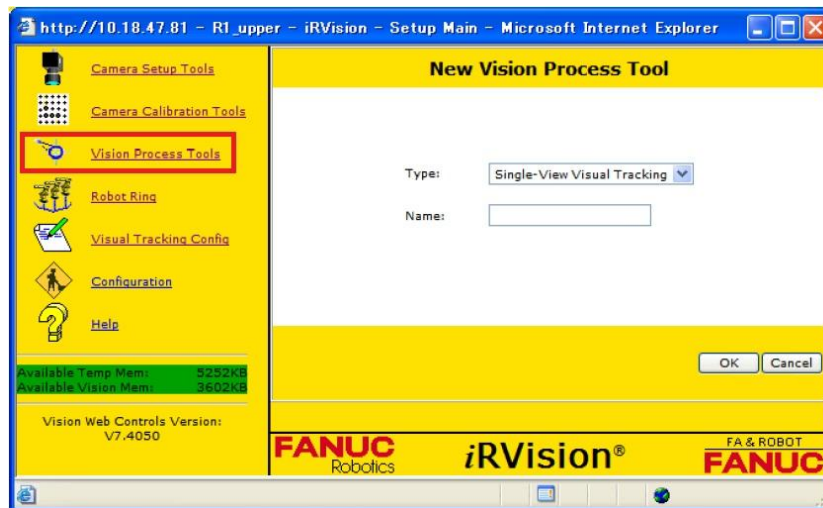 http://10.18.47.81 - R1_upper - iRVision - Setup Main - Microsoft Internet Explorer
Camera Setup Tools
Camera Calibration Tools
Vision Process Tools
Robot Ring
Visual Tracking Config
Configuration
Help
Available Temp Mem: 5252KB
Available Vision Mem: 3602KB
Vision Web Controls Version:
V7.4050
New Vision Process Tool
Type: Single-View Visual Tracking
Name:
OK Cancel
FANUC
Robotics
iRVision®
FA & ROBOT
FANUC